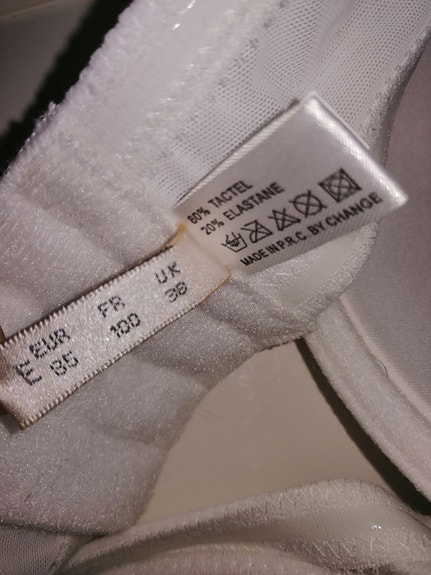 80% TACTEL
20% ELASTANE
MADE IN P.R.C. BY CHANGE
EUR FR UK
E 85 100 38